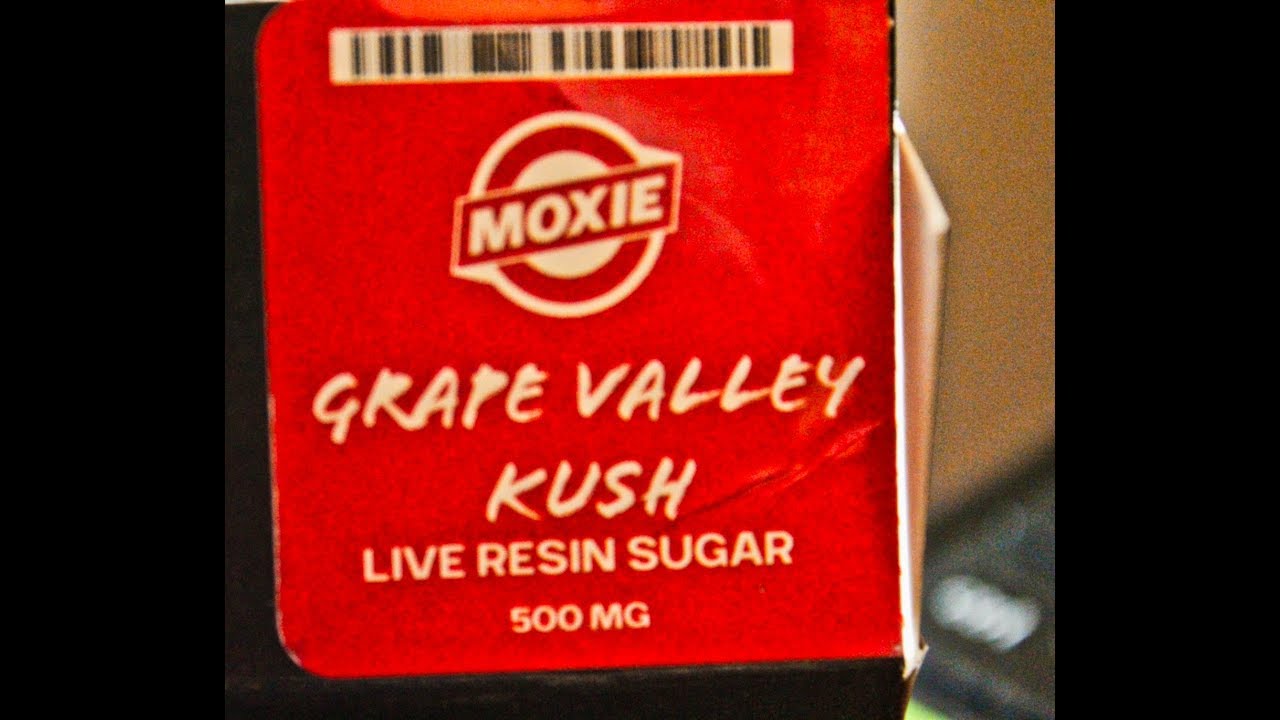 MOXIE
GRAPE VALLEY
KUSH
LIVE RESIN SUGAR
500 MG